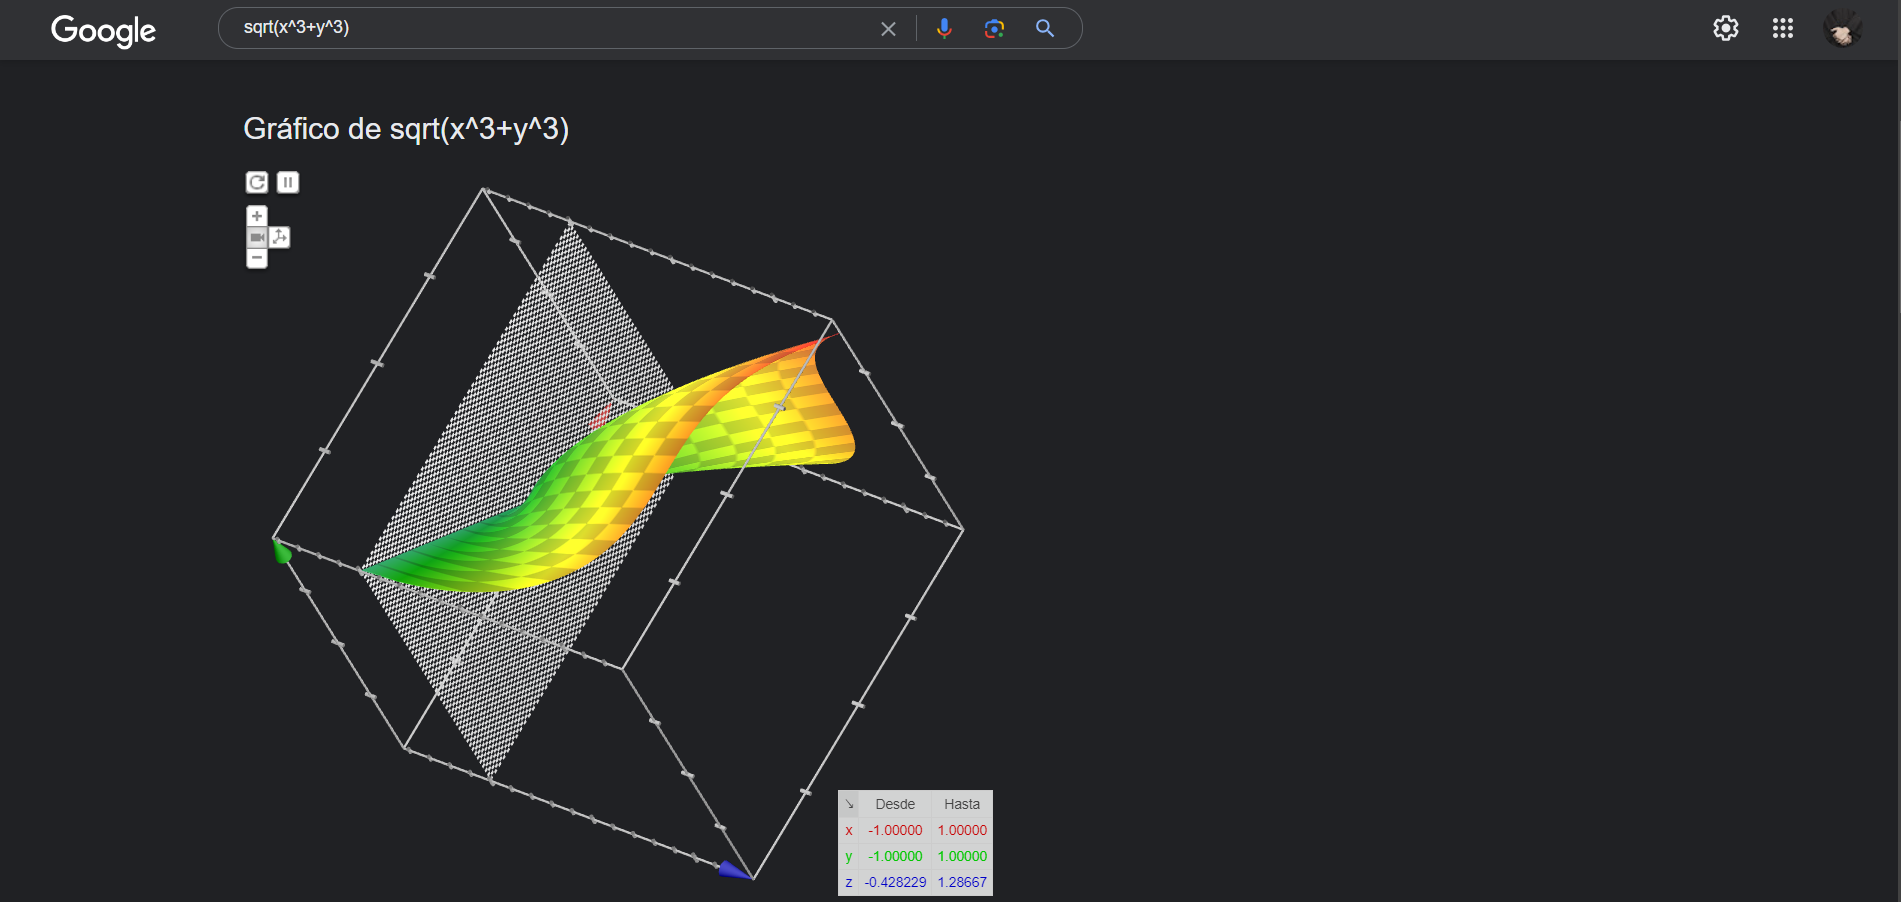 Google
sqrt(x^3+y^3)
Gráfico de sqrt(x^3+y^3)
Desde Hasta
x -1.00000 1.00000
y -1.00000 1.00000
z -0.428229 1.28667